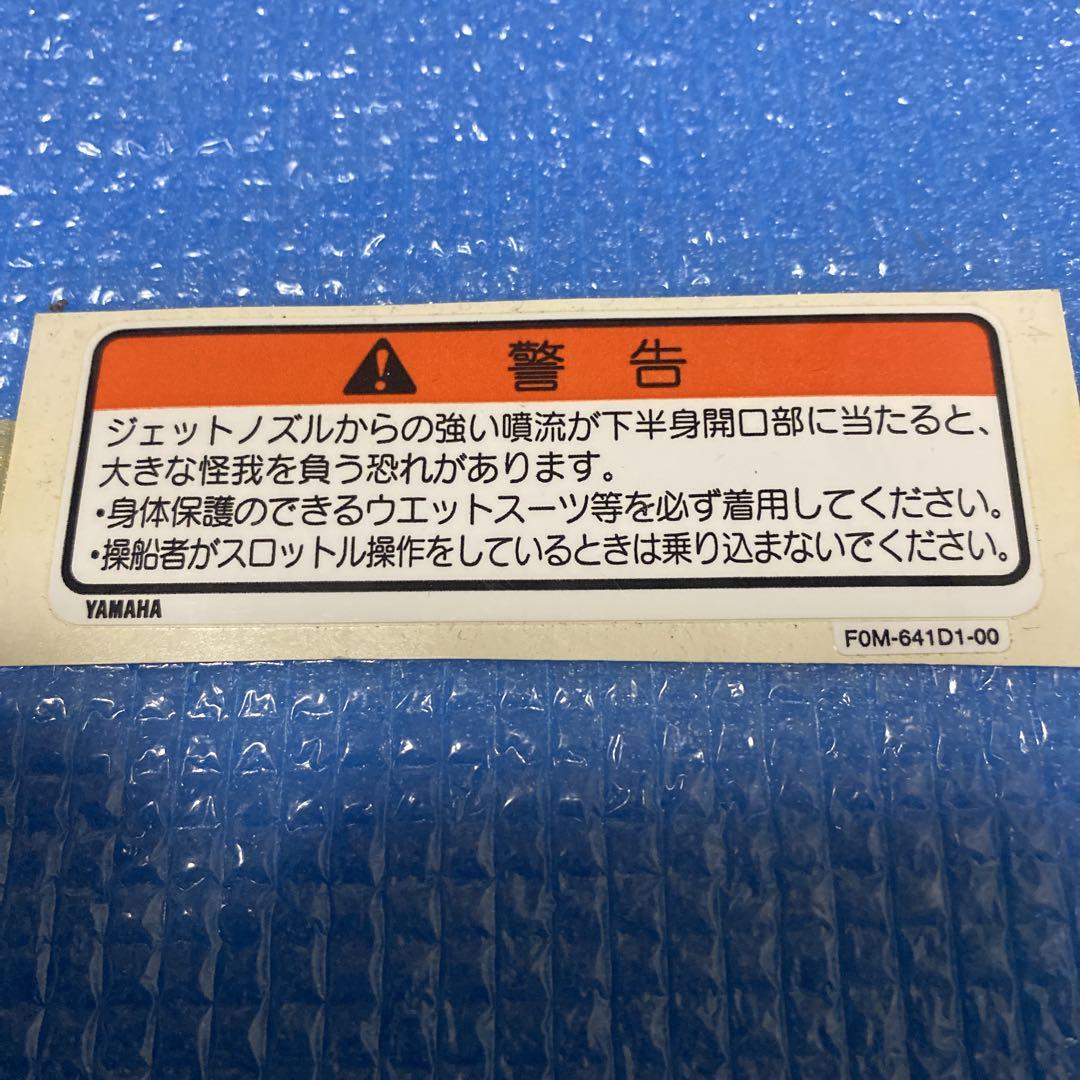 警告
ジェットノズルからの強い噴流が下半身開口部に当たると、
大きな怪我を負う恐れがあります。
・身体保護のできるウエットスーツ等を必ず着用してください。
・操船者がスロットル操作をしているときは乗り込まないでください。
YAMAHA
F0M-641D1-00